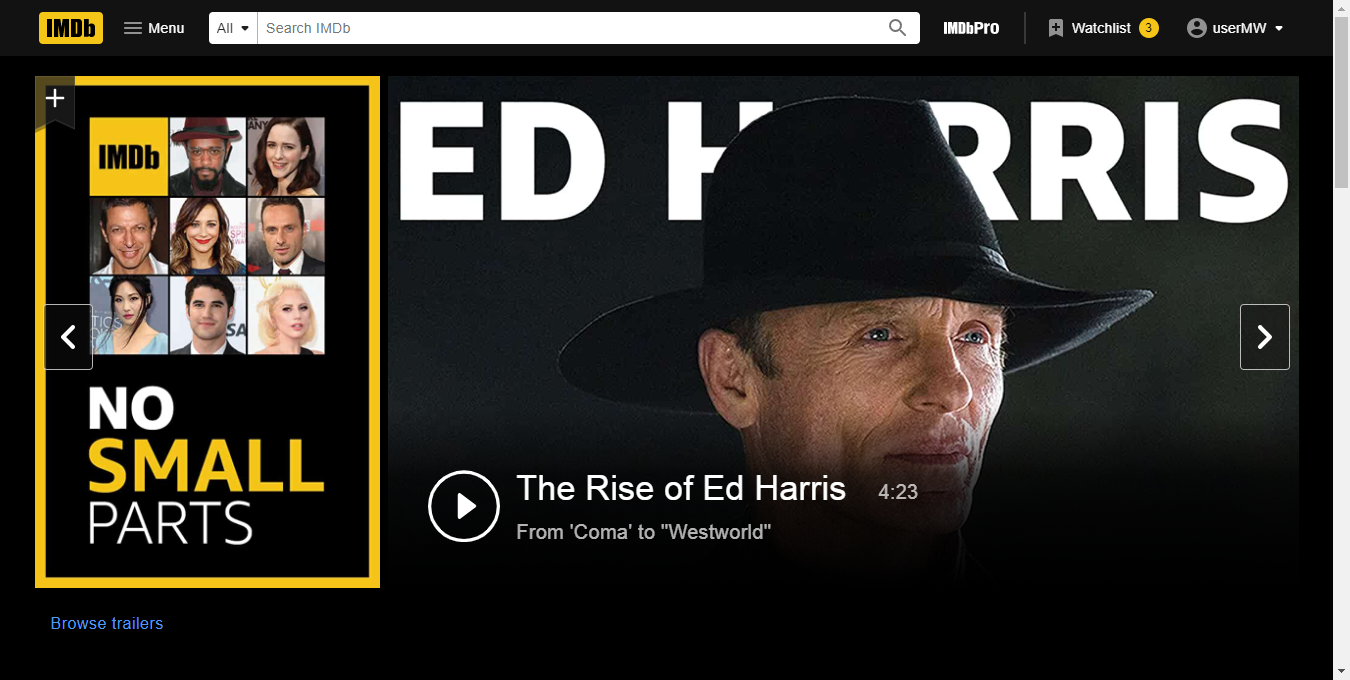 IMDb
Menu
All
Search IMDb
IMDbPro
Watchlist 3
userMW
IMDb
NO
SMALL
PARTS
ED H RRIS
The Rise of Ed Harris 4:23
From 'Coma' to "Westworld"
Browse trailers